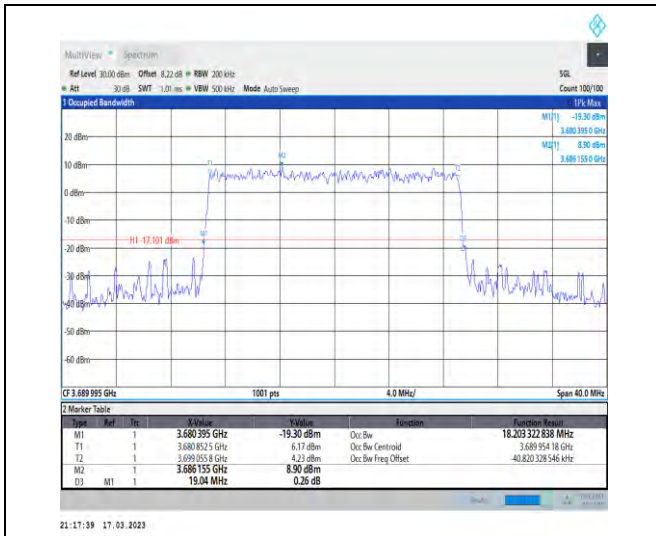 MultiView Spectrum
Ref Level 30.00 dBm Offset 8.22 dB RBW 200 kHz SGL
Att 30 dB SWT 1.01 ms VBW 500 kHz Mode Auto Sweep Count 100/100
1 Occupied Bandwidth 1Pk Max
M1[1] -19.30 dBm
3.680 395 0 GHz
M2[1] 8.90 dBm
3.686 155 0 GHz
20 dBm
M2
T1
T2
10 dBm
0 dBm
-10 dBm
M1
H1 -17.101 dBm
-20 dBm
-30 dBm
-40 dBm
-50 dBm
-60 dBm
CF 3.689 995 GHz 1001 pts 4.0 MHz/ Span 40.0 MHz
2 Marker Table
Type Ref Trc X-Value Y-Value Function Function Result
M1 1 3.680 395 GHz -19.30 dBm Occ Bw 18.203 322 838 MHz
T1 1 3.680 852 5 GHz 6.17 dBm Occ Bw Centroid 3.689 954 18 GHz
T2 1 3.699 055 8 GHz 4.23 dBm Occ Bw Freq Offset -40.820 328 546 kHz
M2 1 3.686 155 GHz 8.90 dBm
D3 M1 1 19.04 MHz 0.26 dB
21:17:39 17.03.2023